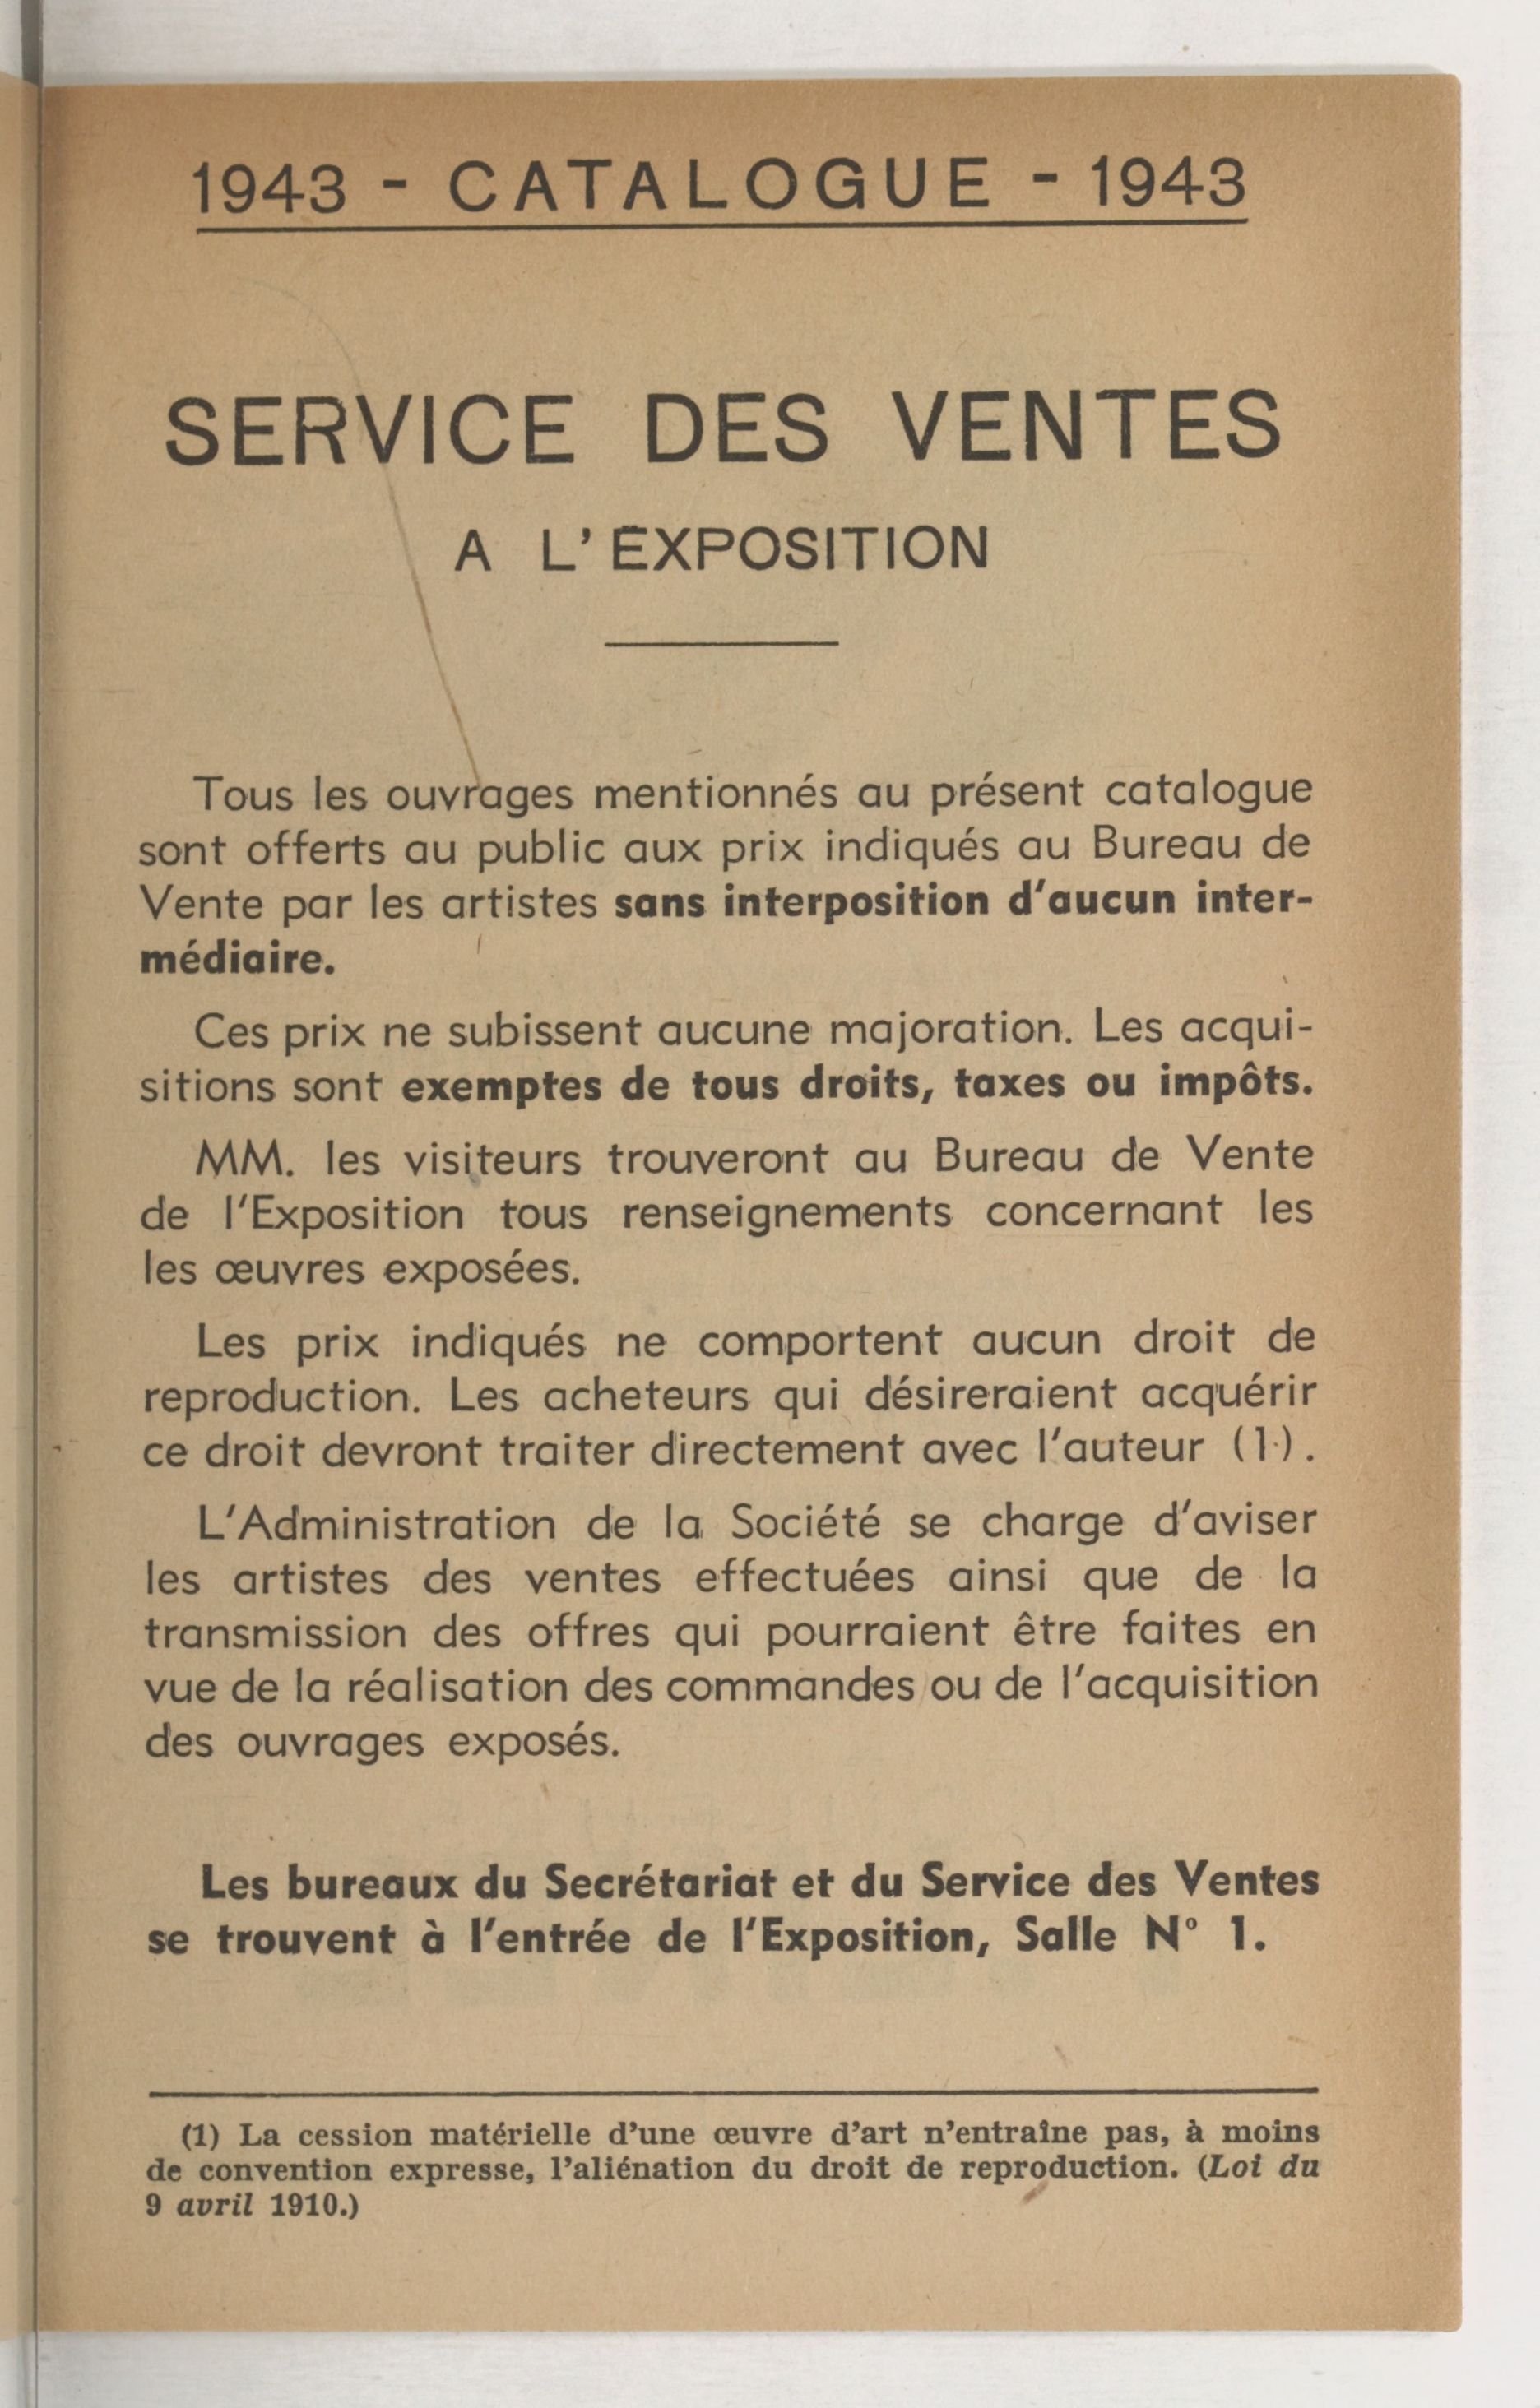 1943 - CATALOGUE - 1943
SERVICE DES VENTES
A L'EXPOSITION
Tous les ouvrages mentionnés au présent catalogue
sont offerts au public aux prix indiqués au Bureau de
Vente par les artistes sans interposition d'aucun inter-
médiaire.
Ces prix ne subissent aucune majoration. Les acqui-
sitions sont exemptes de tous droits, taxes ou impôts.
MM. les visiteurs trouveront au Bureau de Vente
de l'Exposition tous renseignements concernant les
les œuvres exposées.
Les prix indiqués ne comportent aucun droit de
reproduction. Les acheteurs qui désireraient acquérir
ce droit devront traiter directement avec l'auteur (1).
L'Administration de la Société se charge d'aviser
les artistes des ventes effectuées ainsi que de la
transmission des offres qui pourraient être faites en
vue de la réalisation des commandes ou de l'acquisition
des ouvrages exposés.
Les bureaux du Secrétariat et du Service des Ventes
se trouvent à l'entrée de l'Exposition, Salle N° 1.
(1) La cession matérielle d'une œuvre d'art n'entraîne pas, à moins
de convention expresse, l'aliénation du droit de reproduction. (Loi du
9 avril 1910.)